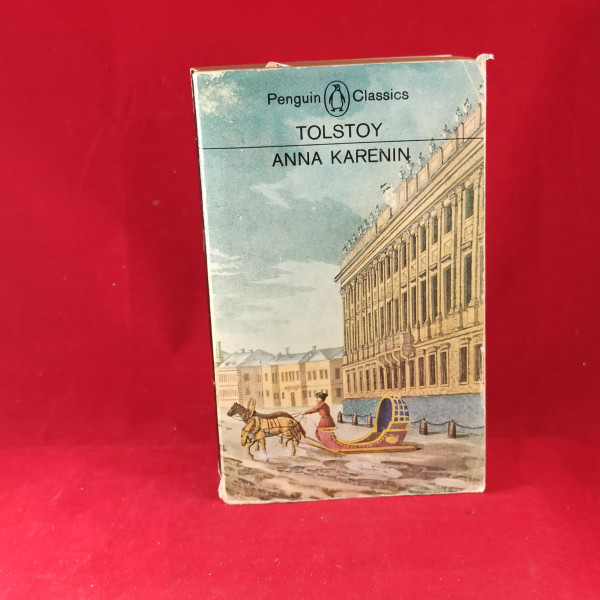 Penguin Classics
TOLSTOY
ANNA KARENIN